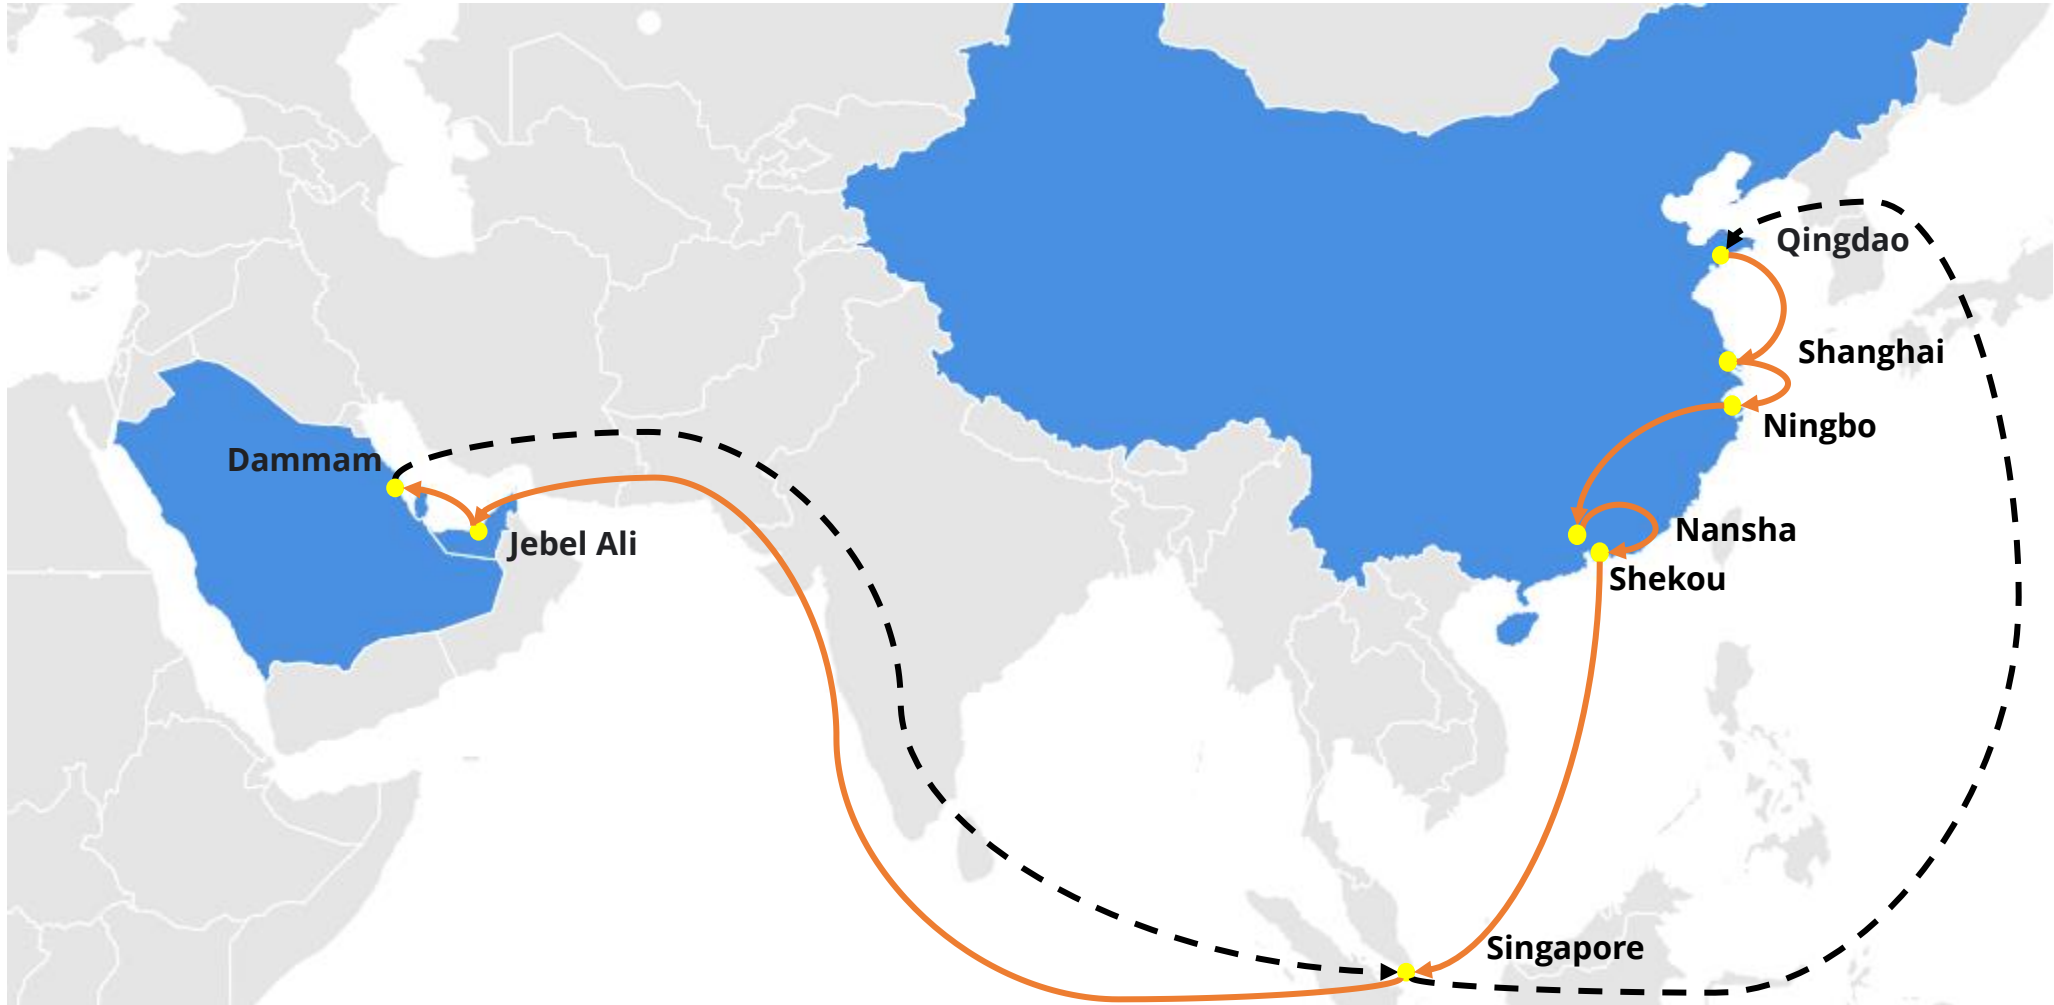 Qingdao
Shanghai
Ningbo
Dammam
Jebel Ali
Nansha
Shekou
Singapore